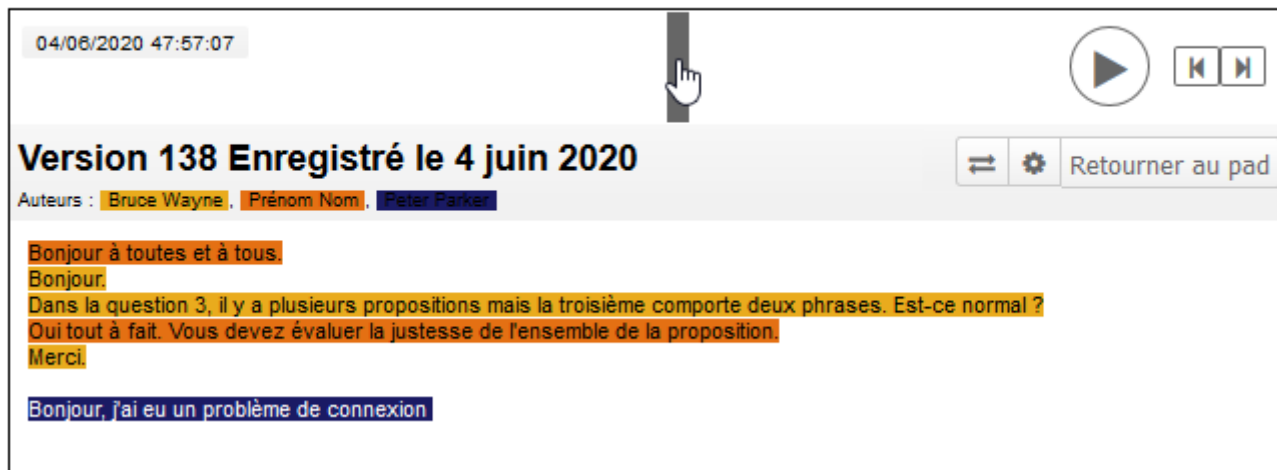 04/06/2020 47:57:07
Version 138 Enregistré le 4 juin 2020
Retourner au pad
Auteurs : Bruce Wayne, Prénom Nom, Peter Parker
Bonjour à toutes et à tous.
Bonjour.
Dans la question 3, il y a plusieurs propositions mais la troisième comporte deux phrases. Est-ce normal ?
Oui tout à fait. Vous devez évaluer la justesse de l'ensemble de la proposition.
Merci.
Bonjour, j'ai eu un problème de connexion